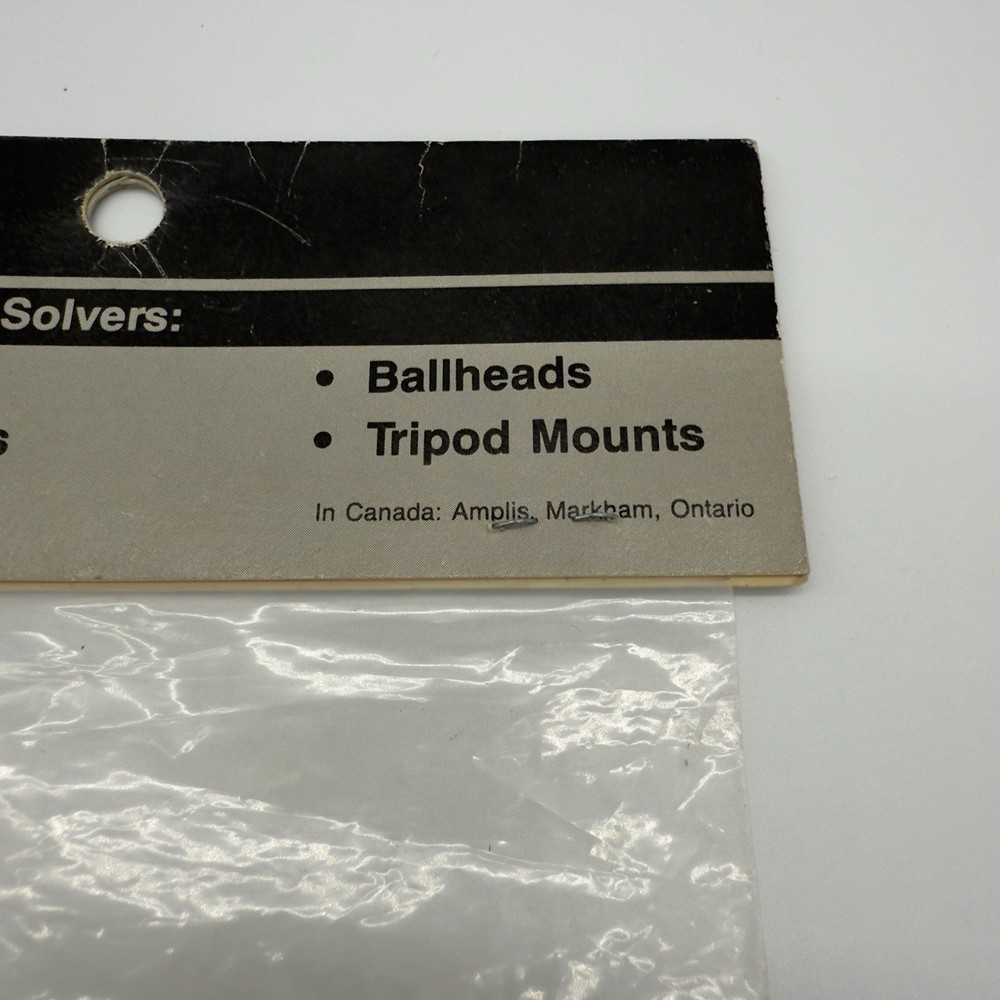 Solvers:
• Ballheads
s
• Tripod Mounts
In Canada: Amplis, Markham, Ontario